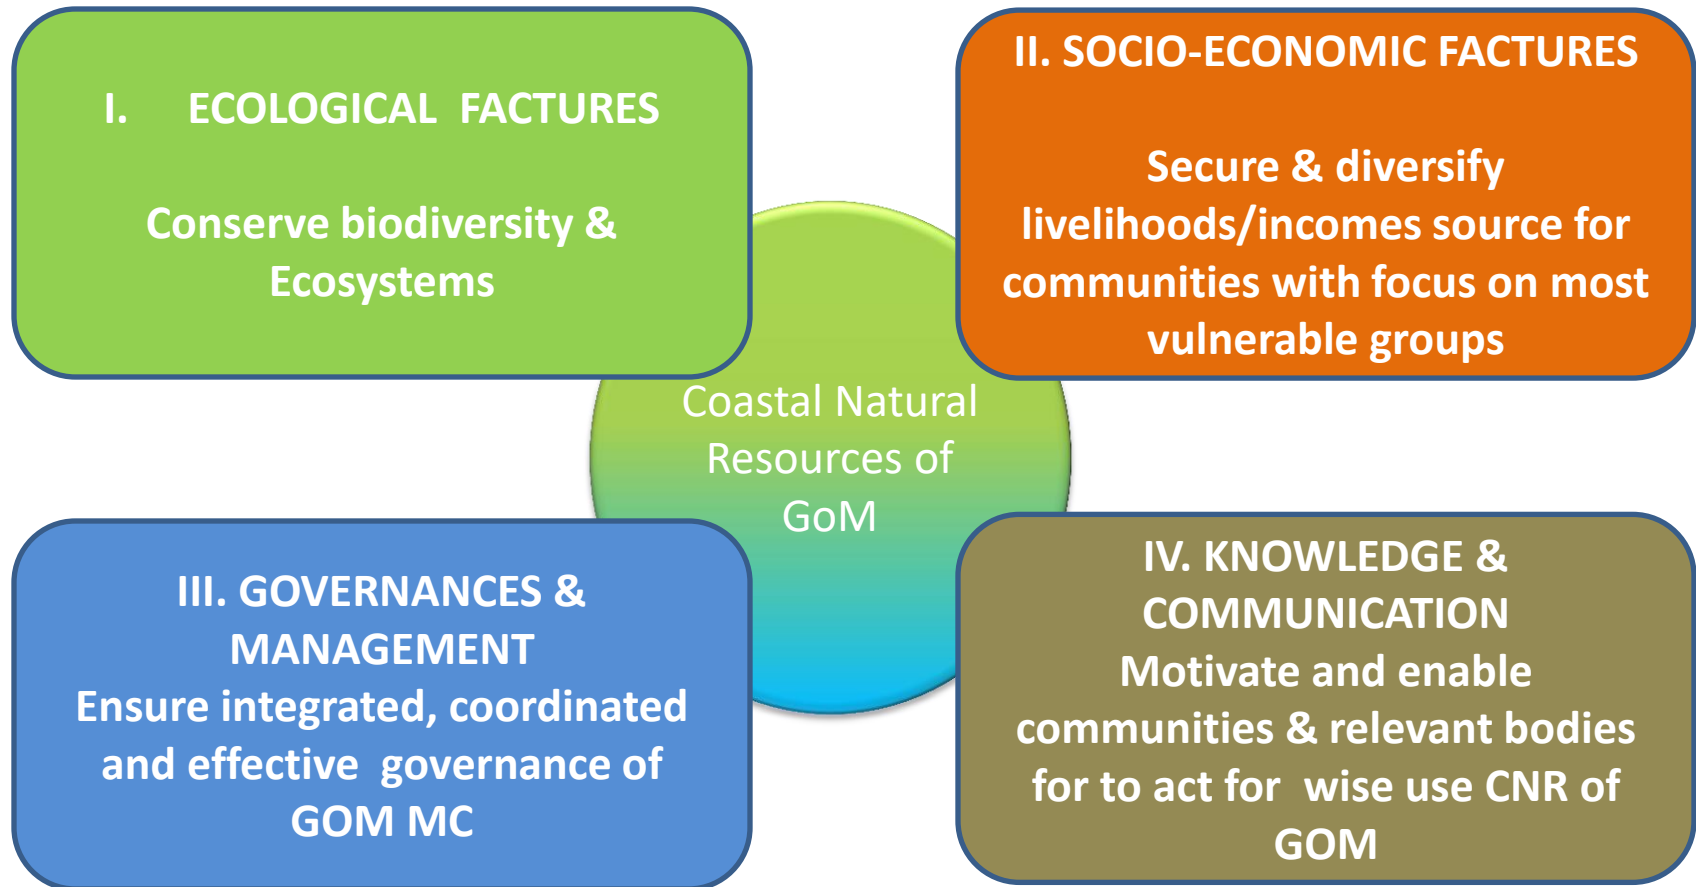 I. ECOLOGICAL FACTURES
Conserve biodiversity &
Ecosystems
II. SOCIO-ECONOMIC FACTURES
Secure & diversify
livelihoods/incomes source for
communities with focus on most
vulnerable groups
Coastal Natural
Resources of
GoM
III. GOVERNANCES &
MANAGEMENT
Ensure integrated, coordinated
and effective governance of
GOM MC
IV. KNOWLEDGE &
COMMUNICATION
Motivate and enable
communities & relevant bodies
for to act for wise use CNR of
GOM